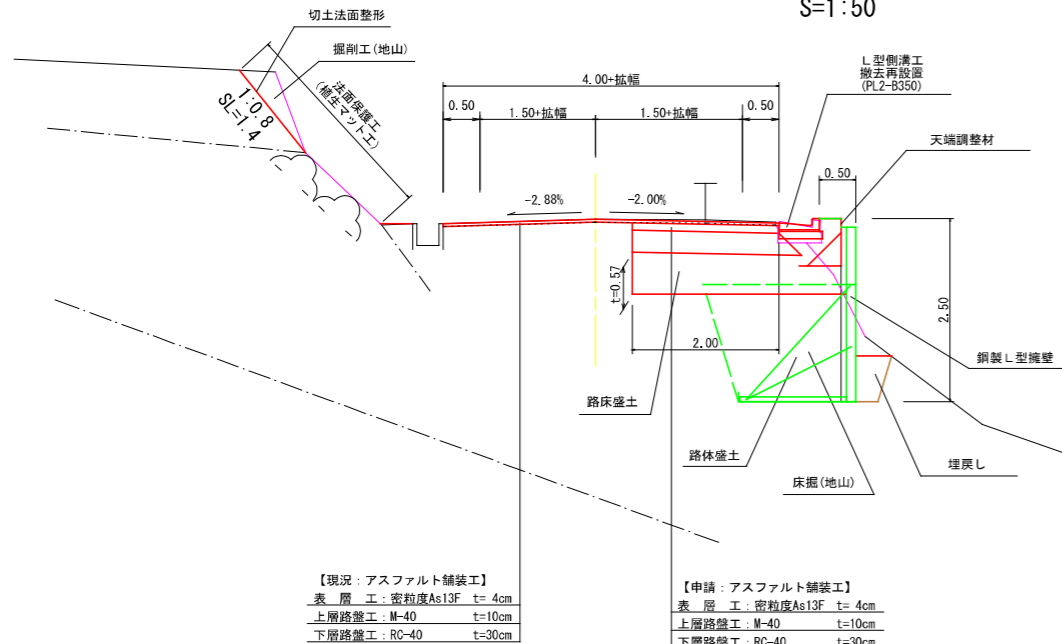 S=1:50
切土法面整形
掘削工(地山)
法面保護工
(植生マット工)
1:0.8
SL=1.4
4.00+拡幅
0.50
1.50+拡幅
1.50+拡幅
0.50
L型側溝工
撤去再設置
(PL2-B350)
天端調整材
0.50
-2.88%
-2.00%
t=0.57
2.00
2.50
鋼製L型擁壁
路床盛土
路体盛土
床掘(地山)
埋戻し
【現況：アスファルト舗装工】
表 層 工：密粒度As13F t= 4cm
上層路盤工：M-40 t=10cm
下層路盤工：RC-40 t=30cm
【申請：アスファルト舗装工】
表 層 工：密粒度As13F t= 4cm
上層路盤工：M-40 t=10cm
下層路盤工：RC-40 t=30cm